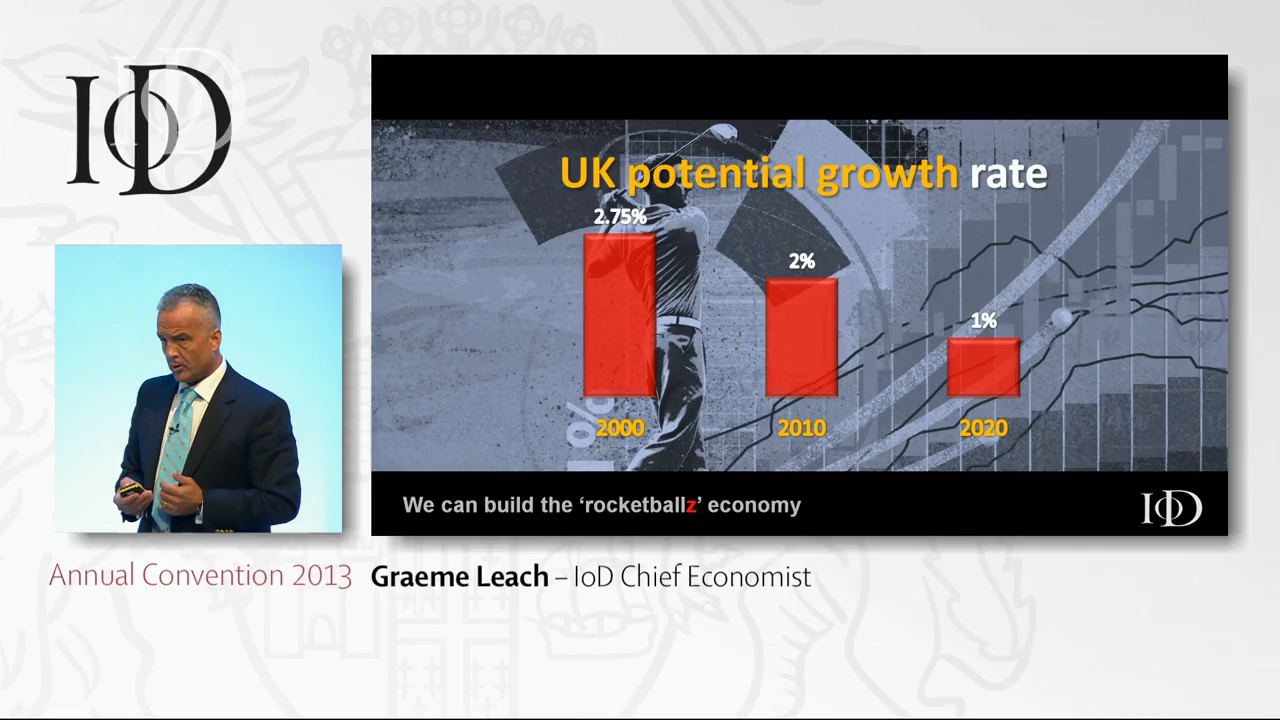 IOD
UK potential growth rate
2.75%
2%
1%
1%
2000
2010
2020
We can build the ‘rocketballz’ economy
IOD
Annual Convention 2013
Graeme Leach – IoD Chief Economist